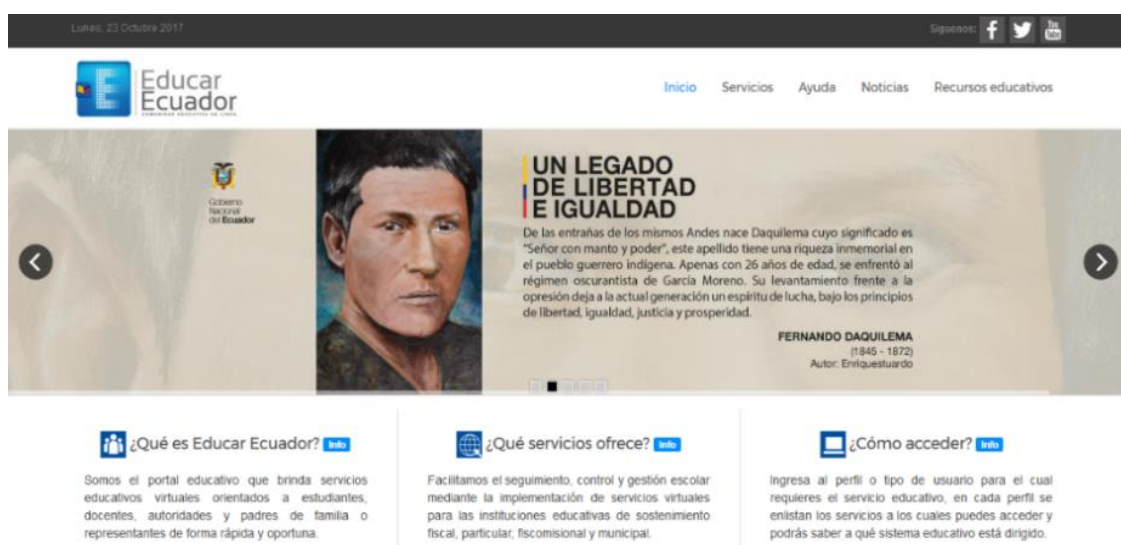 Lunes, 23 Octubre 2017
Síguenos:
You
Tube
Educar
Ecuador
COMUNIDAD EDUCATIVA EN LÍNEA
Inicio Servicios Ayuda Noticias Recursos educativos
Gobierno
Nacional
del Ecuador
UN LEGADO
DE LIBERTAD
E IGUALDAD
De las entrañas de los mismos Andes nace Daquilema cuyo significado es
"Señor con manto y poder", este apellido tiene una riqueza inmemorial en
el pueblo guerrero indígena. Apenas con 26 años de edad, se enfrentó al
régimen oscurantista de García Moreno. Su levantamiento frente a la
opresión deja a la actual generación un espíritu de lucha, bajo los principios
de libertad, igualdad, justicia y prosperidad.
FERNANDO DAQUILEMA
(1845 - 1872)
Autor: Enriquestuardo
¿Qué es Educar Ecuador? Info
Somos el portal educativo que brinda servicios
educativos virtuales orientados a estudiantes,
docentes, autoridades y padres de familia o
representantes de forma rápida y oportuna.
¿Qué servicios ofrece? Info
Facilitamos el seguimiento, control y gestión escolar
mediante la implementación de servicios virtuales
para las instituciones educativas de sostenimiento
fiscal, particular, fiscomisional y municipal.
¿Cómo acceder? Info
Ingresa al perfil o tipo de usuario para el cual
requieres el servicio educativo, en cada perfil se
enlistan los servicios a los cuales puedes acceder y
podrás saber a qué sistema educativo está dirigido.